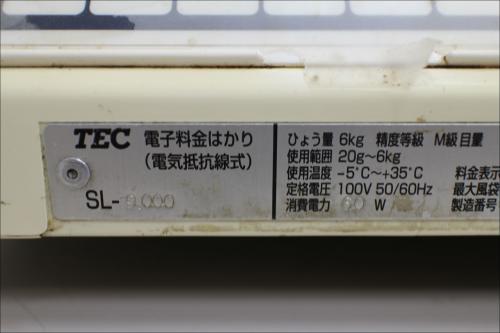 TEC 電子料金はかり
(電気抵抗線式)
SL-9000
ひょう量 6kg 精度等級 M級 目量
使用範囲 20g～6kg
使用温度 -5℃～+35℃ 料金表示
定格電圧 100V 50/60Hz 最大風袋
消費電力 W 製造番号